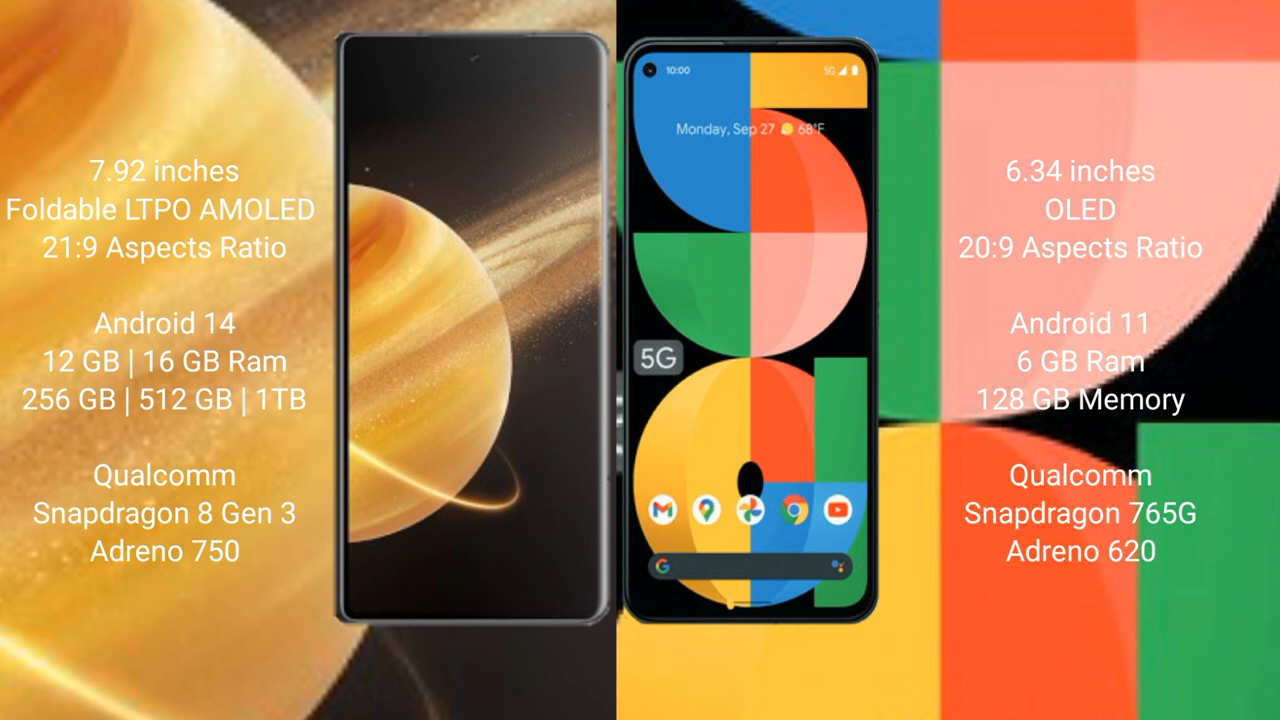 7.92 inches
Foldable LTPO AMOLED
21:9 Aspects Ratio
Android 14
12 GB | 16 GB Ram
256 GB | 512 GB | 1TB
Qualcomm
Snapdragon 8 Gen 3
Adreno 750
10:00
5G
Monday, Sep 27 68°F
5G
6.34 inches
OLED
20:9 Aspects Ratio
Android 11
6 GB Ram
128 GB Memory
Qualcomm
Snapdragon 765G
Adreno 620